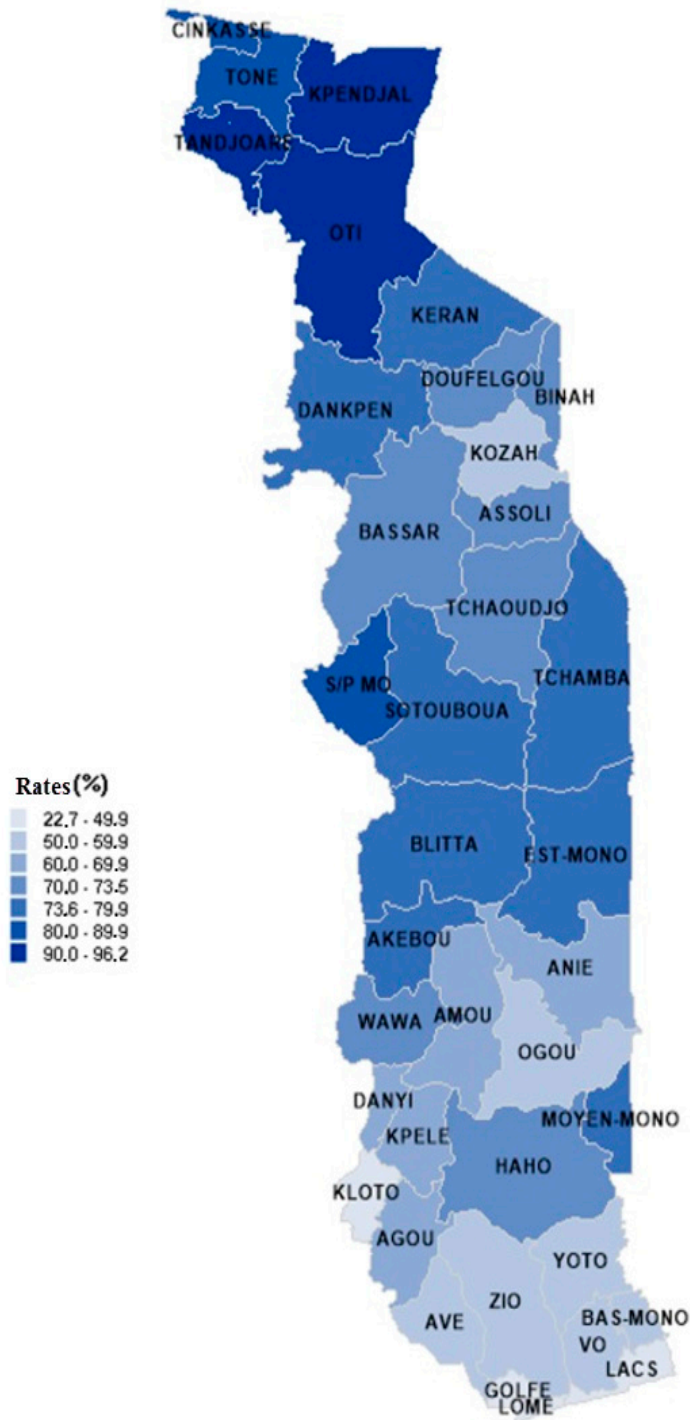 CINKASSE
TONE
KPENDJAL
TANDJOARE
OTI
KERAN
DOUFELGOU
BINAH
DANKPEN
KOZAH
ASSOLI
BASSAR
TCHAOUDJO
TCHAMBA
S/P MO
SOTOUBOUA
Rates(%)
22.7 - 49.9
50.0 - 59.9
60.0 - 69.9
70.0 - 73.5
73.6 - 79.9
80.0 - 89.9
90.0 - 96.2
BLITTA
EST-MONO
AKEBOU
ANIE
AMOU
WAWA
OGOU
DANYI
MOYEN-MONO
KPELE
HAHO
KLOTO
AGOU
YOTO
ZIO
BAS-MONO
AVE
VO
LACS
GOLFE
LOME